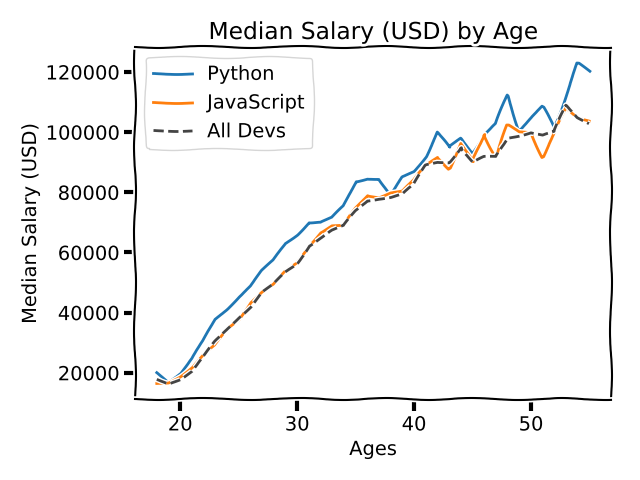 Median Salary (USD) by Age
Python
JavaScript
All Devs
Median Salary (USD)
120000
100000
80000
60000
40000
20000
20 30 40 50
Ages